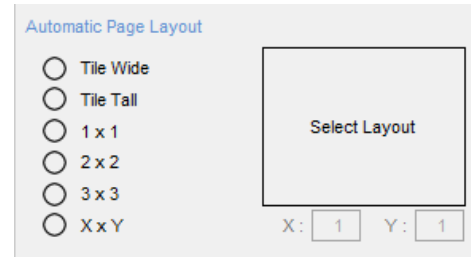 Automatic Page Layout
Tile Wide
Tile Tall
1 x 1
2 x 2
3 x 3
X x Y
Select Layout
X : 1 Y : 1